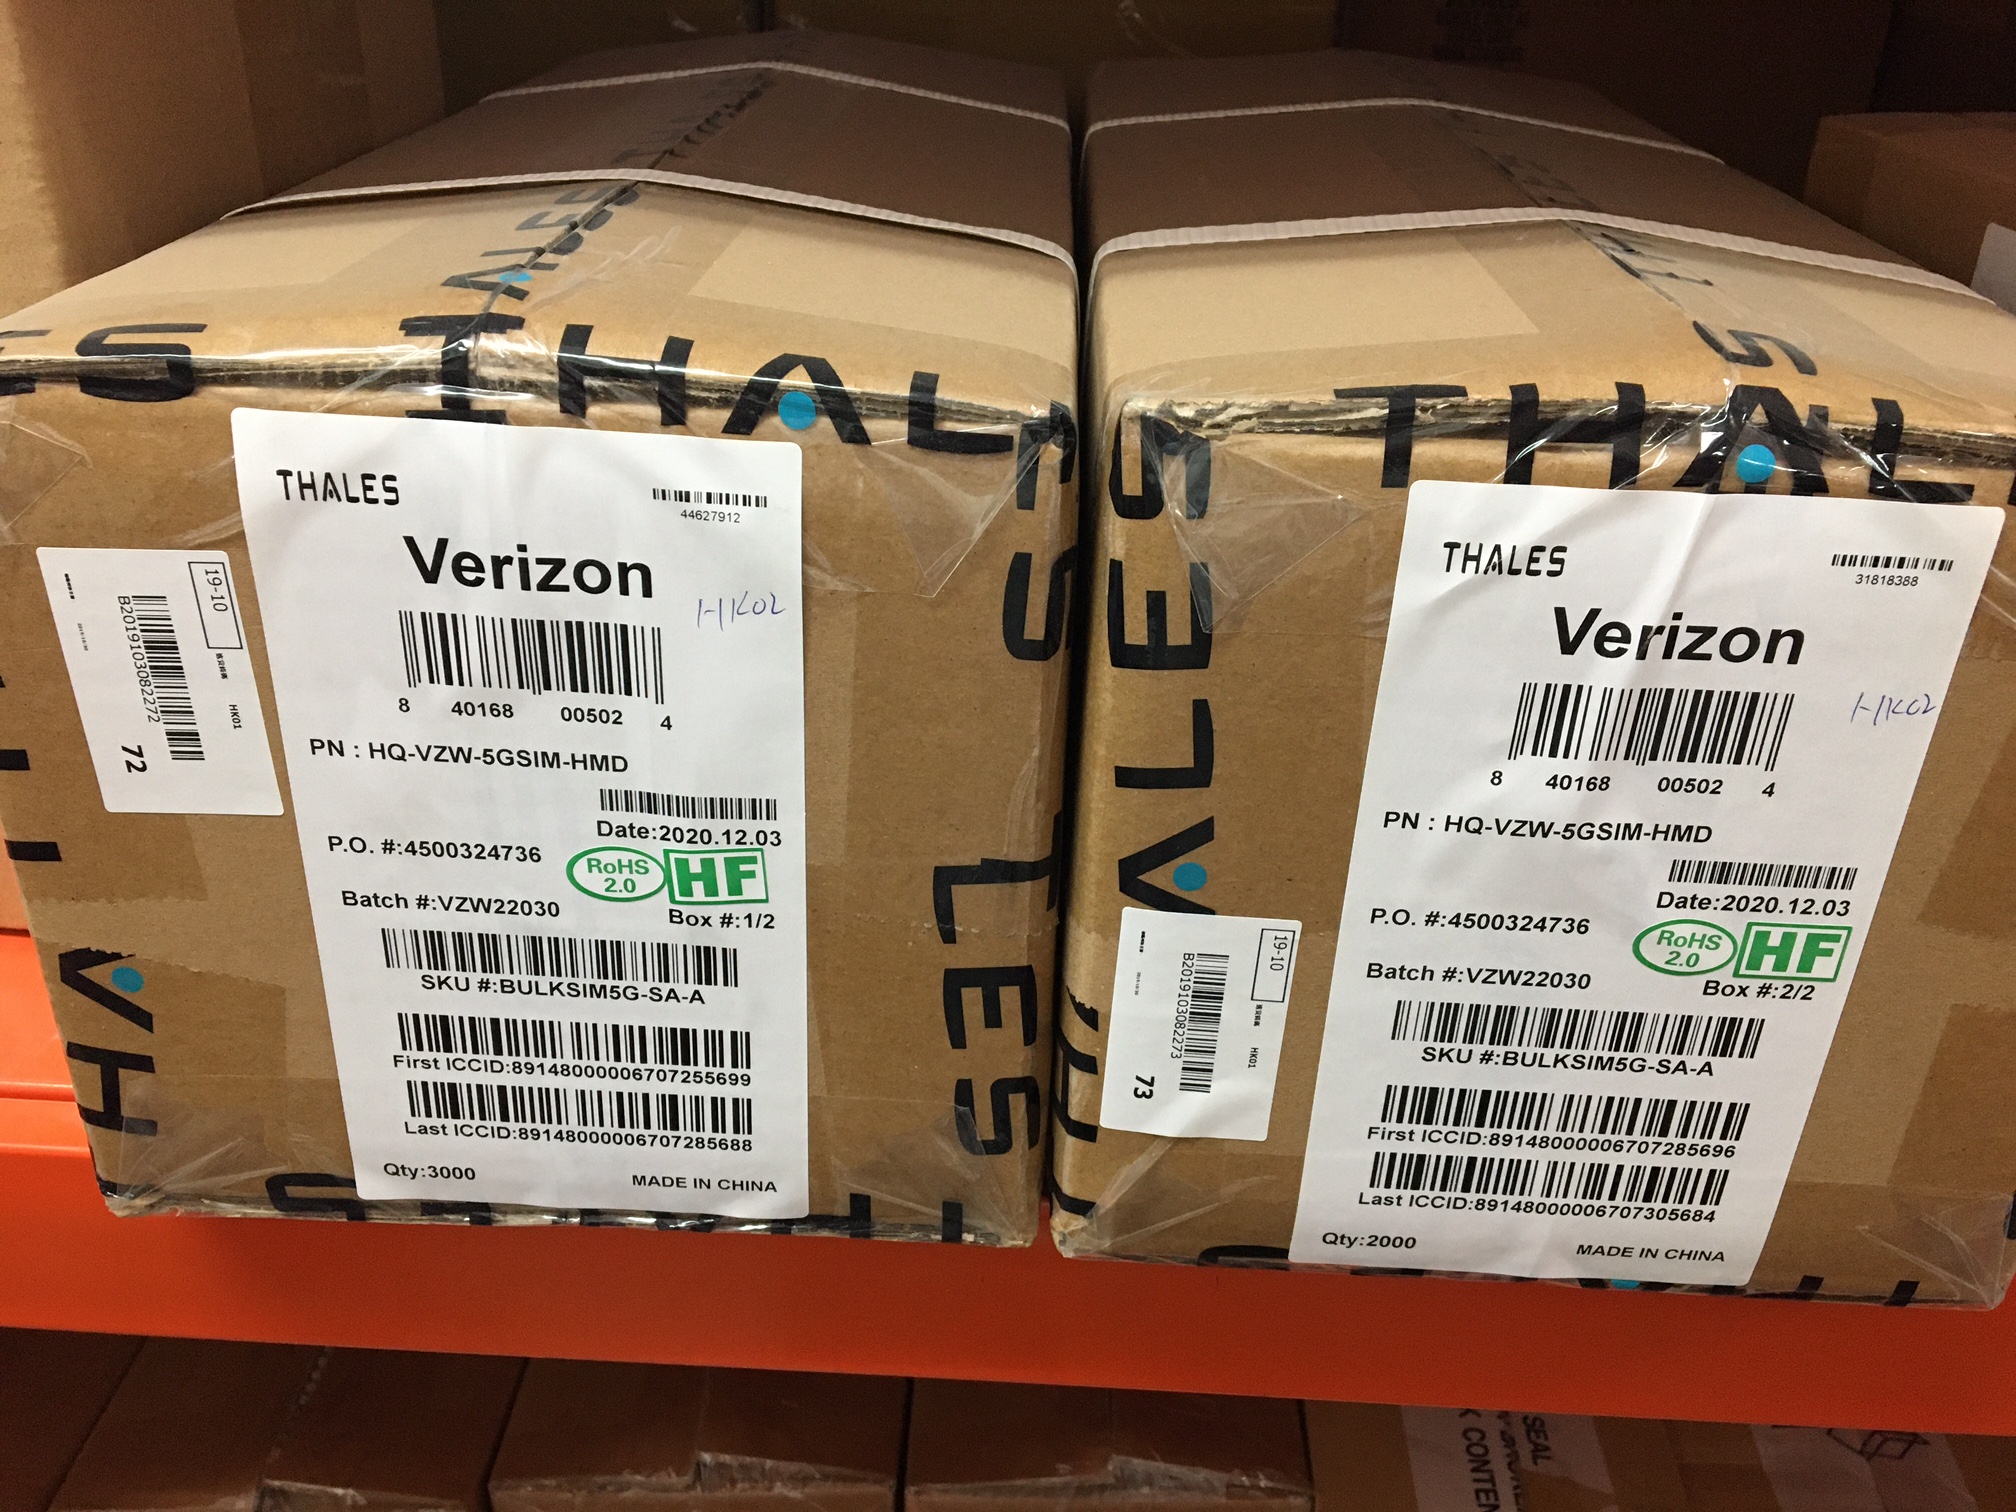 THALES
THALES
44627912
Verizon
HK02
8 40168 00502 4
PN : HQ-VZW-5GSIM-HMD
Date:2020.12.03
P.O. #:4500324736
RoHS
2.0
HF
Batch #:VZW22030
Box #:1/2
SKU #:BULKSIM5G-SA-A
First ICCID:89148000006707255699
Last ICCID:89148000006707285688
Qty:3000
MADE IN CHINA
19-10
HK01
B2019103082272
72
THALES
THALES
31818388
Verizon
HK02
8 40168 00502 4
PN : HQ-VZW-5GSIM-HMD
Date:2020.12.03
P.O. #:4500324736
RoHS
2.0
HF
Batch #:VZW22030
Box #:2/2
SKU #:BULKSIM5G-SA-A
First ICCID:89148000006707285696
Last ICCID:89148000006707305684
Qty:2000
MADE IN CHINA
19-10
HK01
B2019103082273
73
SEAL